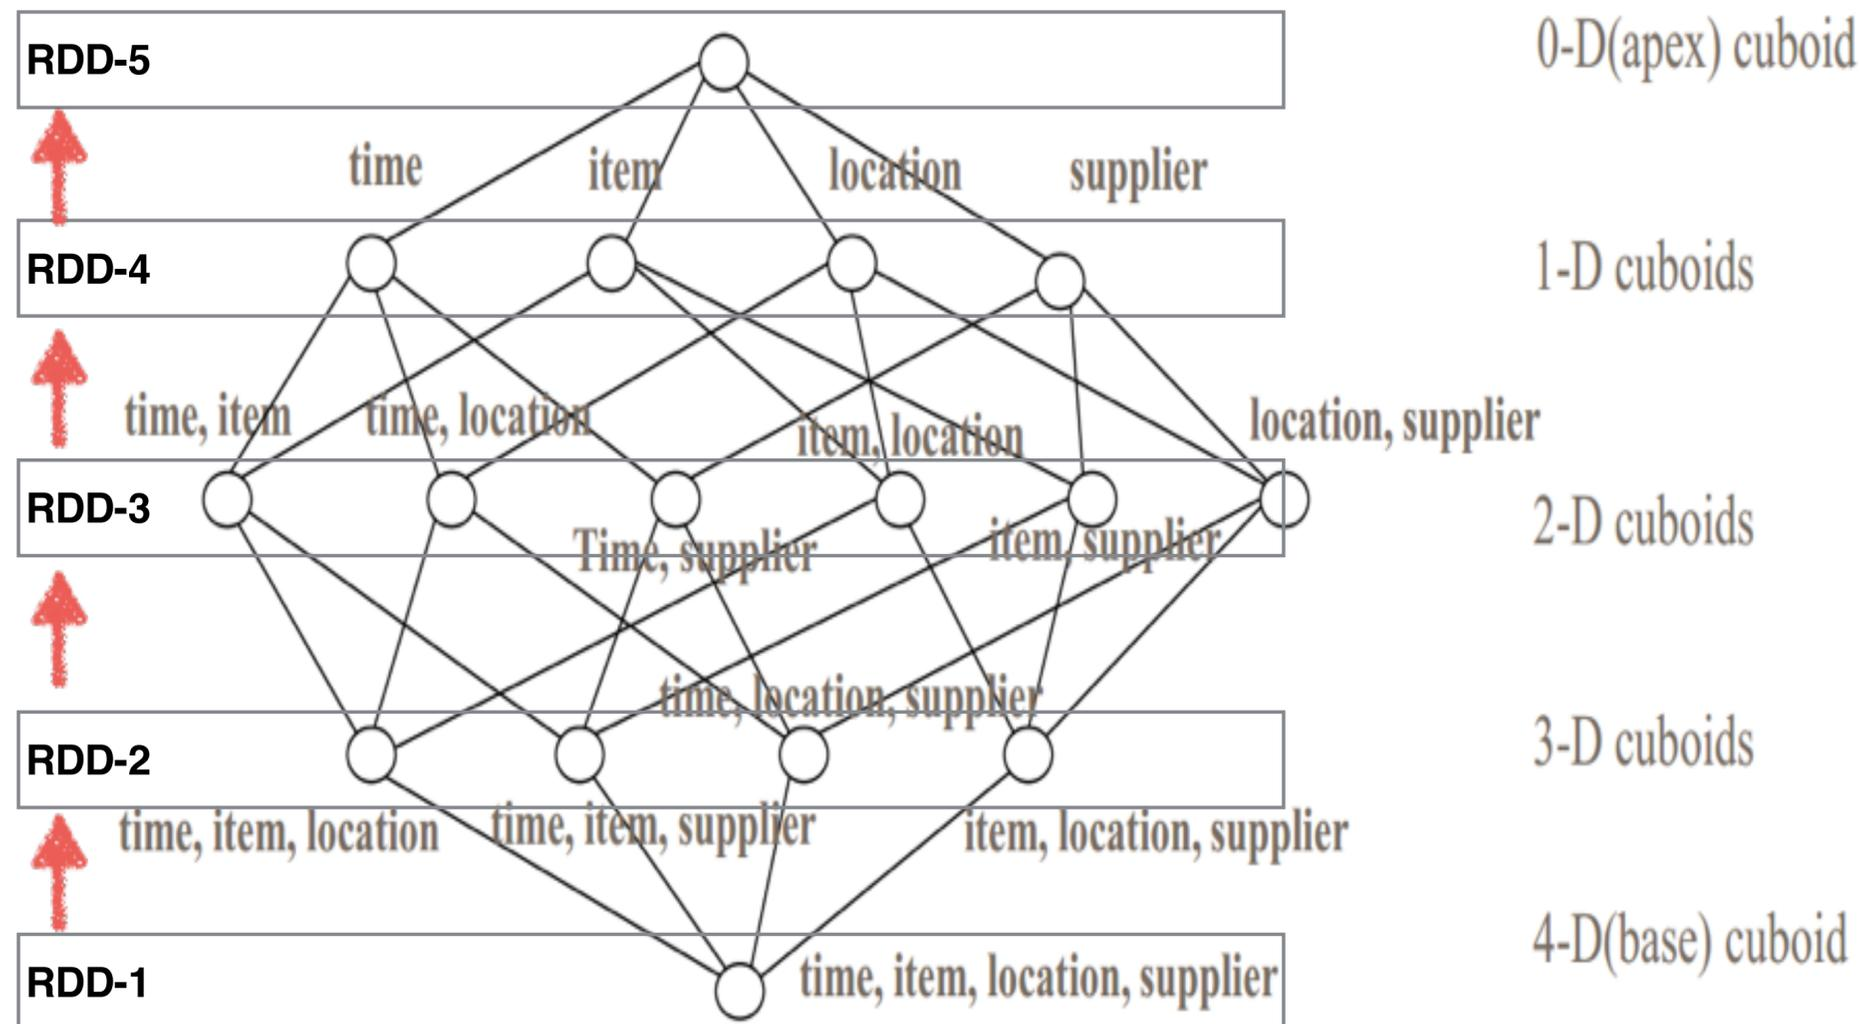 RDD-5
0-D(apex) cuboid
time
item
location
supplier
RDD-4
1-D cuboids
time, item
time, location
item, location
location, supplier
RDD-3
2-D cuboids
Time, supplier
item, supplier
time, location, supplier
RDD-2
3-D cuboids
time, item, location
time, item, supplier
item, location, supplier
RDD-1
time, item, location, supplier
4-D(base) cuboid